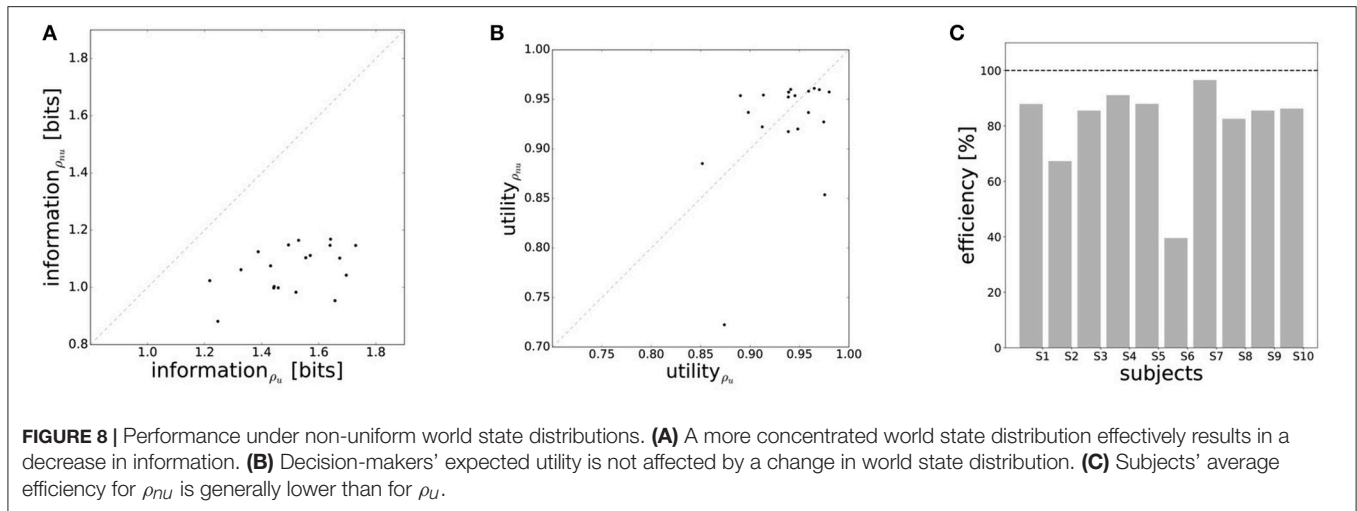 A
information_ρnu [bits]
1.9
1.8
1.6
1.4
1.2
1.0
0.8
1.0 1.2 1.4 1.6 1.8
information_ρu [bits]
B
utility_ρnu
1.00
0.95
0.90
0.85
0.80
0.75
0.70
0.75 0.80 0.85 0.90 0.95 1.00
utility_ρu
C
efficiency [%]
100
80
60
40
20
0
S1 S2 S3 S4 S5 S6 S7 S8 S9 S10
subjects
FIGURE 8 | Performance under non-uniform world state distributions. (A) A more concentrated world state distribution effectively results in a
decrease in information. (B) Decision-makers' expected utility is not affected by a change in world state distribution. (C) Subjects' average
efficiency for ρnu is generally lower than for ρu.